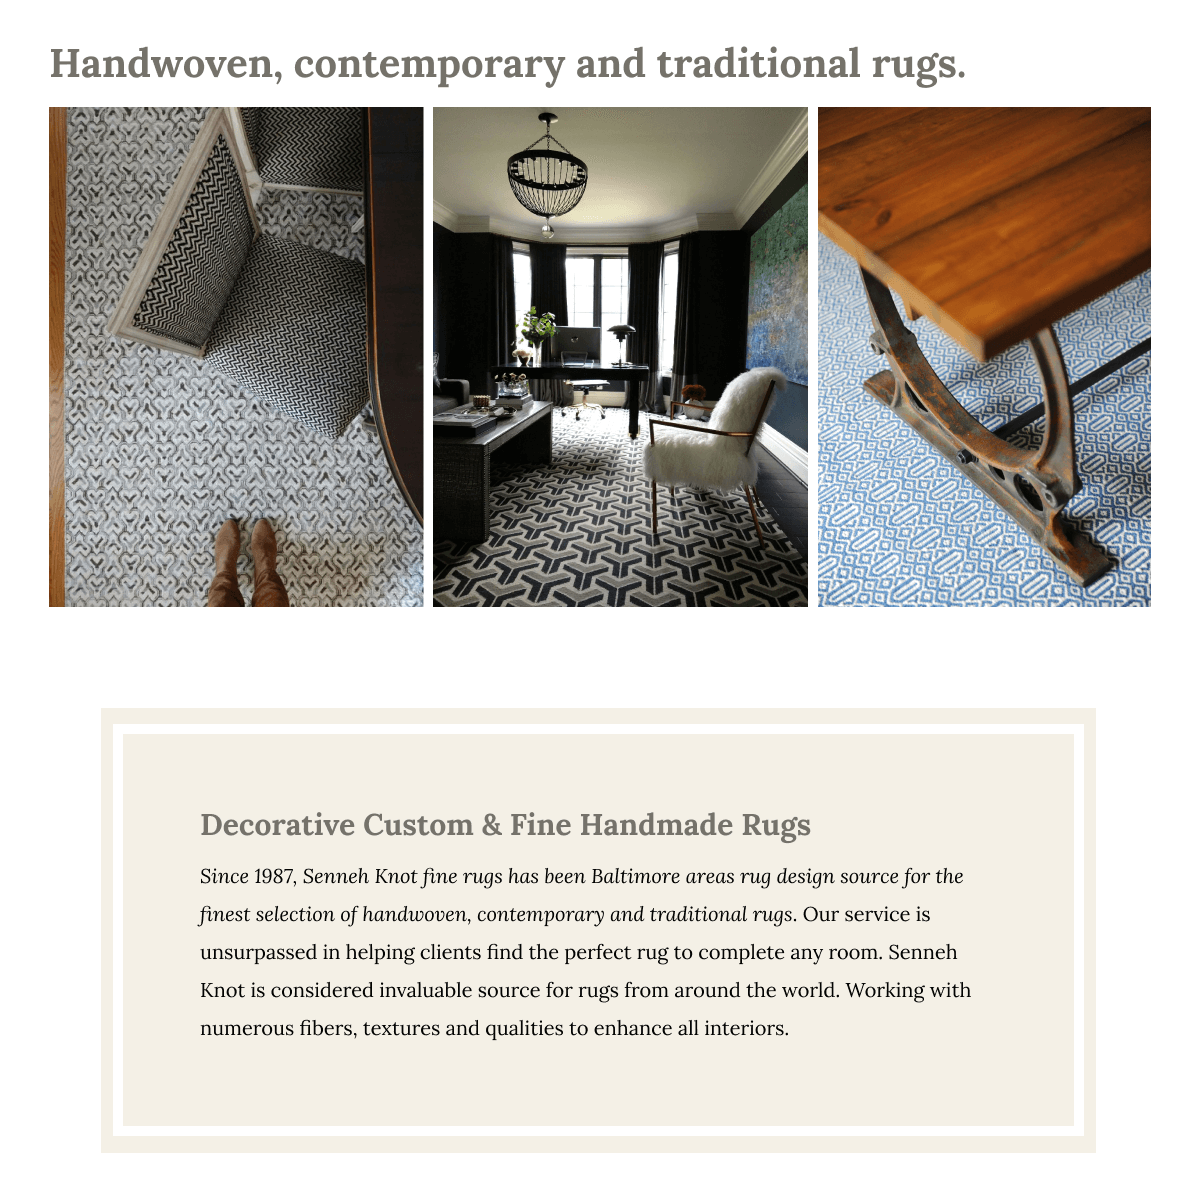 Handwoven, contemporary and traditional rugs.
Decorative Custom & Fine Handmade Rugs
Since 1987, Senneh Knot fine rugs has been Baltimore areas rug design source for the
finest selection of handwoven, contemporary and traditional rugs. Our service is
unsurpassed in helping clients find the perfect rug to complete any room. Senneh
Knot is considered invaluable source for rugs from around the world. Working with
numerous fibers, textures and qualities to enhance all interiors.